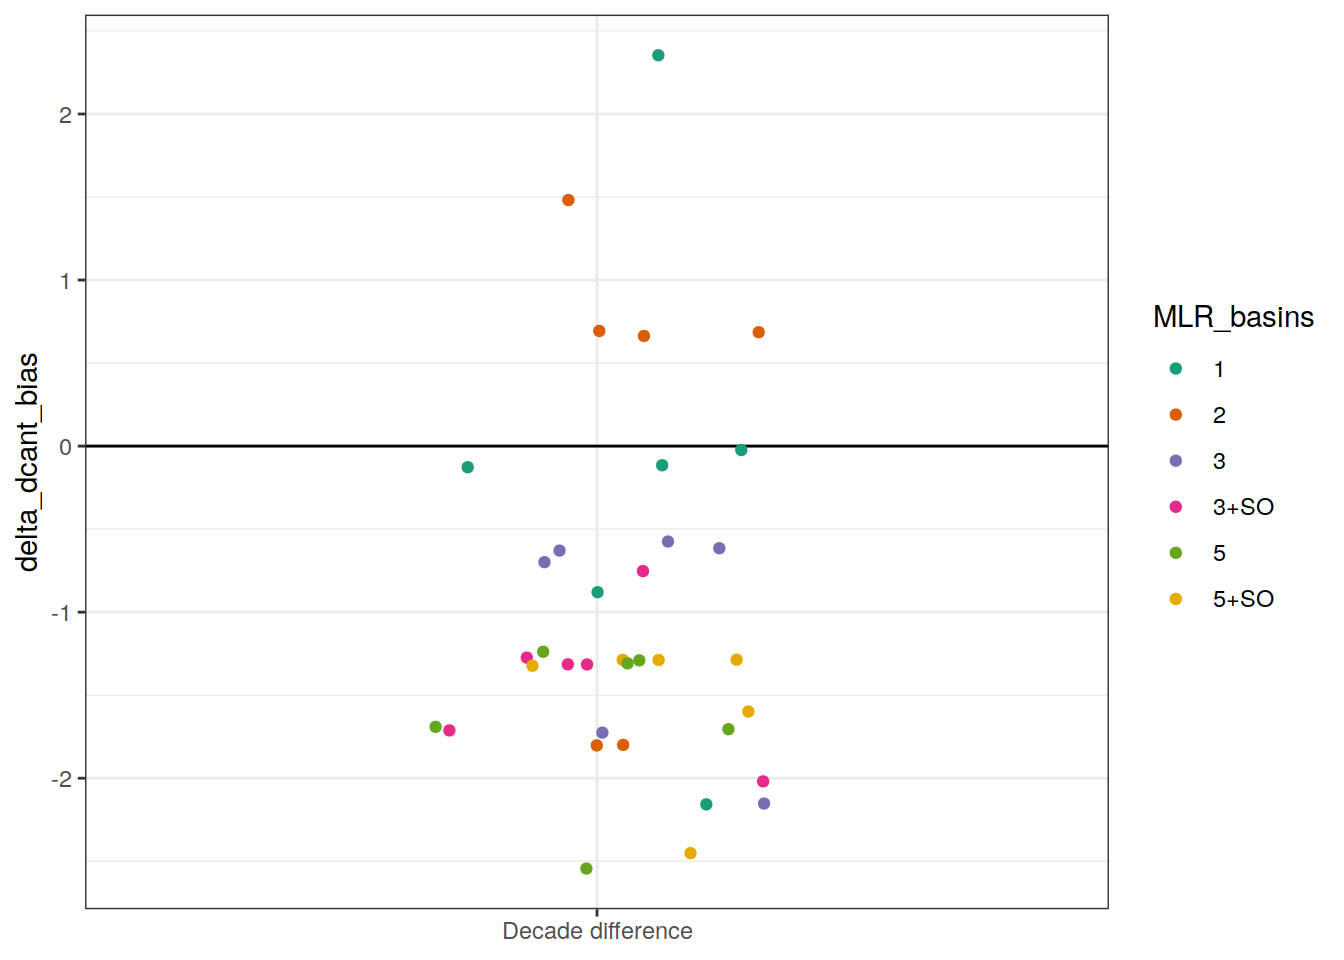 delta_dcant_bias
2
1
0
-1
-2
Decade difference
MLR_basins
1
2
3
3+SO
5
5+SO